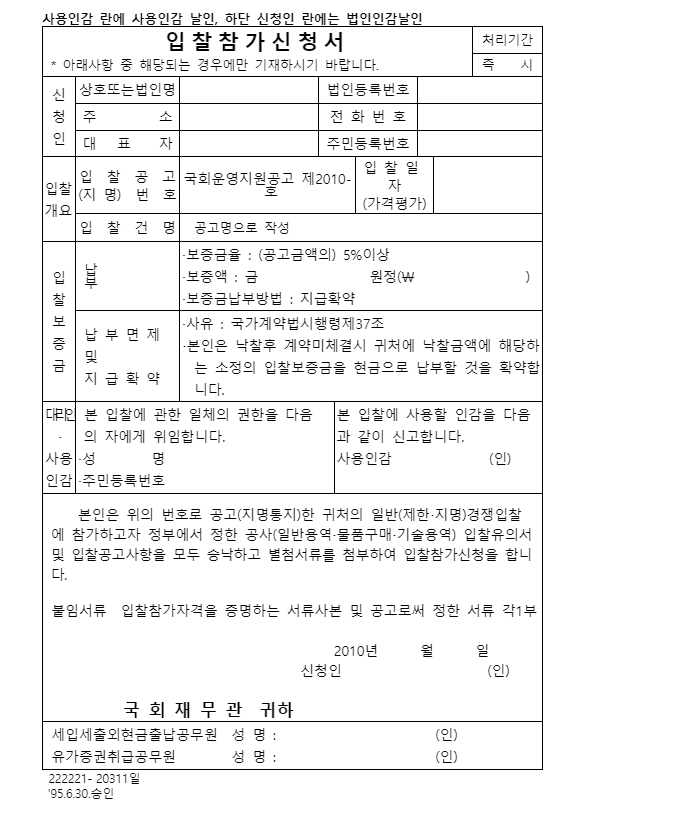 사용인감 란에 사용인감 날인, 하단 신청인 란에는 법인인감날인
입찰참가신청서
처리기간
* 아래사항 중 해당되는 경우에만 기재하시기 바랍니다.
즉 시
신청인
상호또는법인명
법인등록번호
주 소
전 화 번 호
대 표 자
주민등록번호
입찰개요
입 찰 공 고
(지 명) 번 호
국회운영지원공고 제2010-
호
입 찰 일
자
(가격평가)
입 찰 건 명
공고명으로 작성
입찰보증금
납부
·보증금율 : (공고금액의) 5%이상
·보증액 : 금 원정(₩ )
·보증금납부방법 : 지급확약
납 부 면 제
및
지 급 확 약
·사유 : 국가계약법시행령제37조
·본인은 낙찰후 계약미체결시 귀처에 낙찰금액에 해당하
는 소정의 입찰보증금을 현금으로 납부할 것을 확약합
니다.
대리인
·
사용
인감
본 입찰에 관한 일체의 권한을 다음
의 자에게 위임합니다.
·성 명
·주민등록번호
본 입찰에 사용할 인감을 다음
과 같이 신고합니다.
사용인감 (인)
본인은 위의 번호로 공고(지명통지)한 귀처의 일반(제한·지명)경쟁입찰
에 참가하고자 정부에서 정한 공사(일반용역·물품구매·기술용역) 입찰유의서
및 입찰공고사항을 모두 승낙하고 별첨서류를 첨부하여 입찰참가신청을 합니
다.
붙임서류 입찰참가자격을 증명하는 서류사본 및 공고로써 정한 서류 각1부
2010년 월 일
신청인 (인)
국 회 재 무 관 귀하
세입세출외현금출납공무원 성 명 : (인)
유가증권취급공무원 성 명 : (인)
222221- 20311일
'95.6.30.승인